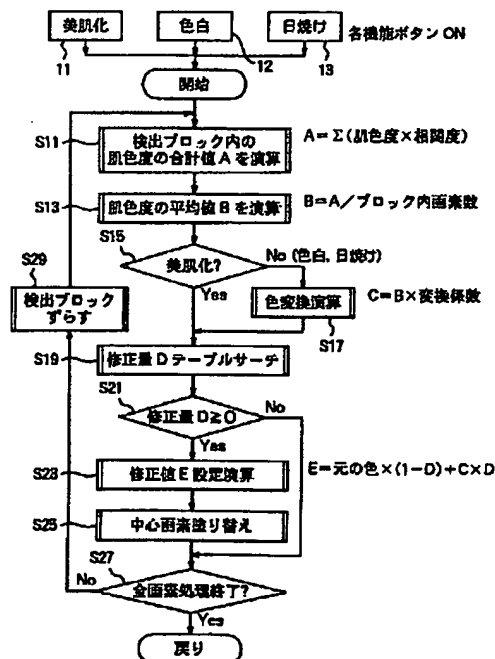 美肌化
色白
日焼け
各機能ボタン ON
11
12
13
開始
S11
検出ブロック内の
肌色度の合計値 A を演算
A=Σ(肌色度×相関度)
S13
肌色度の平均値 B を演算
B=A/ブロック内画素数
S15
美肌化?
No (色白, 日焼け)
Yes
S29
検出ブロック
ずらす
色変換演算
C=B×変換係数
S17
S19
修正量 D テーブルサーチ
S21
修正量 D≧0
No
Yes
S23
修正値 E 設定演算
E=元の色×(1-D)+C×D
S25
中心画素塗り替え
S27
No
全画素処理終了?
Yes
戻り